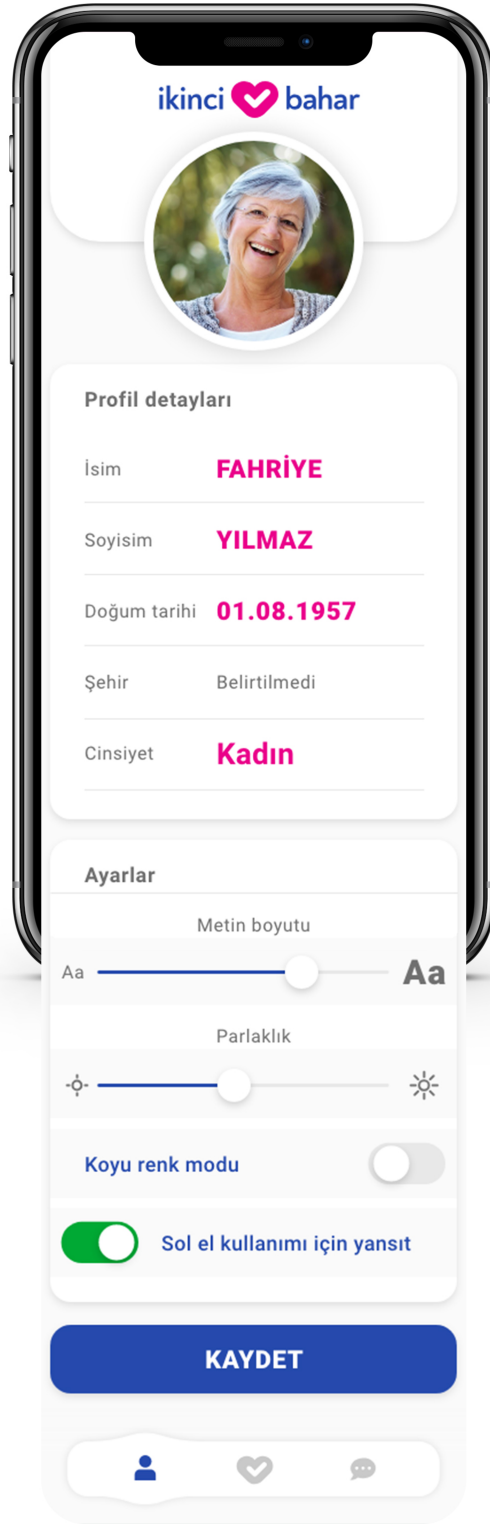 ikinci bahar
Profil detayları
İsim FAHRİYE
Soyisim YILMAZ
Doğum tarihi 01.08.1957
Şehir Belirtilmedi
Cinsiyet Kadın
Ayarlar
Metin boyutu
Aa Aa
Parlaklık
Koyu renk modu
Sol el kullanımı için yansıt
KAYDET